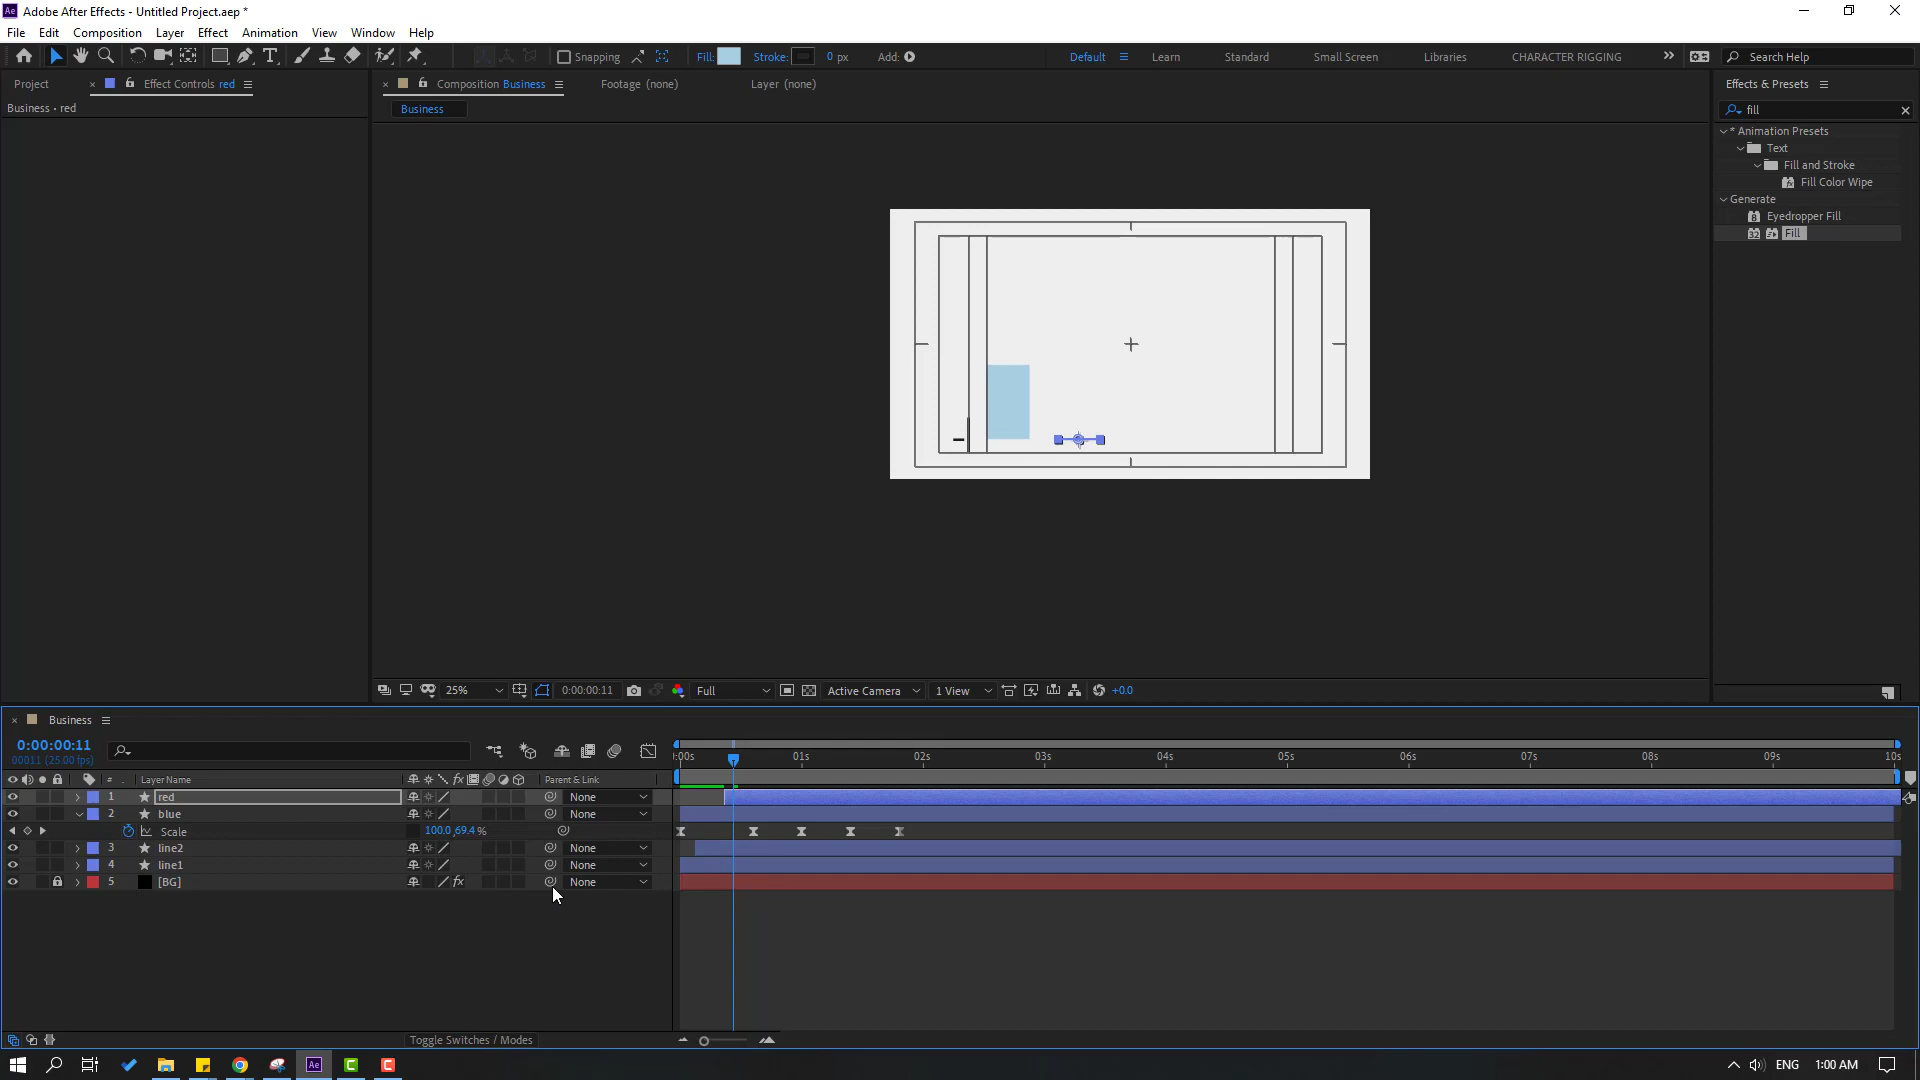 Adobe After Effects - Untitled Project.aep *
File Edit Composition Layer Effect Animation View Window Help
Snapping Fill: Stroke: 0 px Add: Default Learn Standard Small Screen Libraries CHARACTER RIGGING Search Help
Project Effect Controls red Composition Business Footage (none) Layer (none) Effects & Presets
Business • red
Business
fill
* Animation Presets
Text
Fill and Stroke
Fill Color Wipe
Generate
Eyedropper Fill
Fill
25% 0:00:00:11 Full Active Camera 1 View +0.0
Business
0:00:00:11
00011 (25.00 fps)
:00s 01s 02s 03s 04s 05s 06s 07s 08s 09s 10s
# . Layer Name Parent & Link
1 red None
2 blue None
Scale 100.0,69.4 %
3 line2 None
4 line1 None
5 [BG] None
Toggle Switches / Modes
ENG 1:00 AM